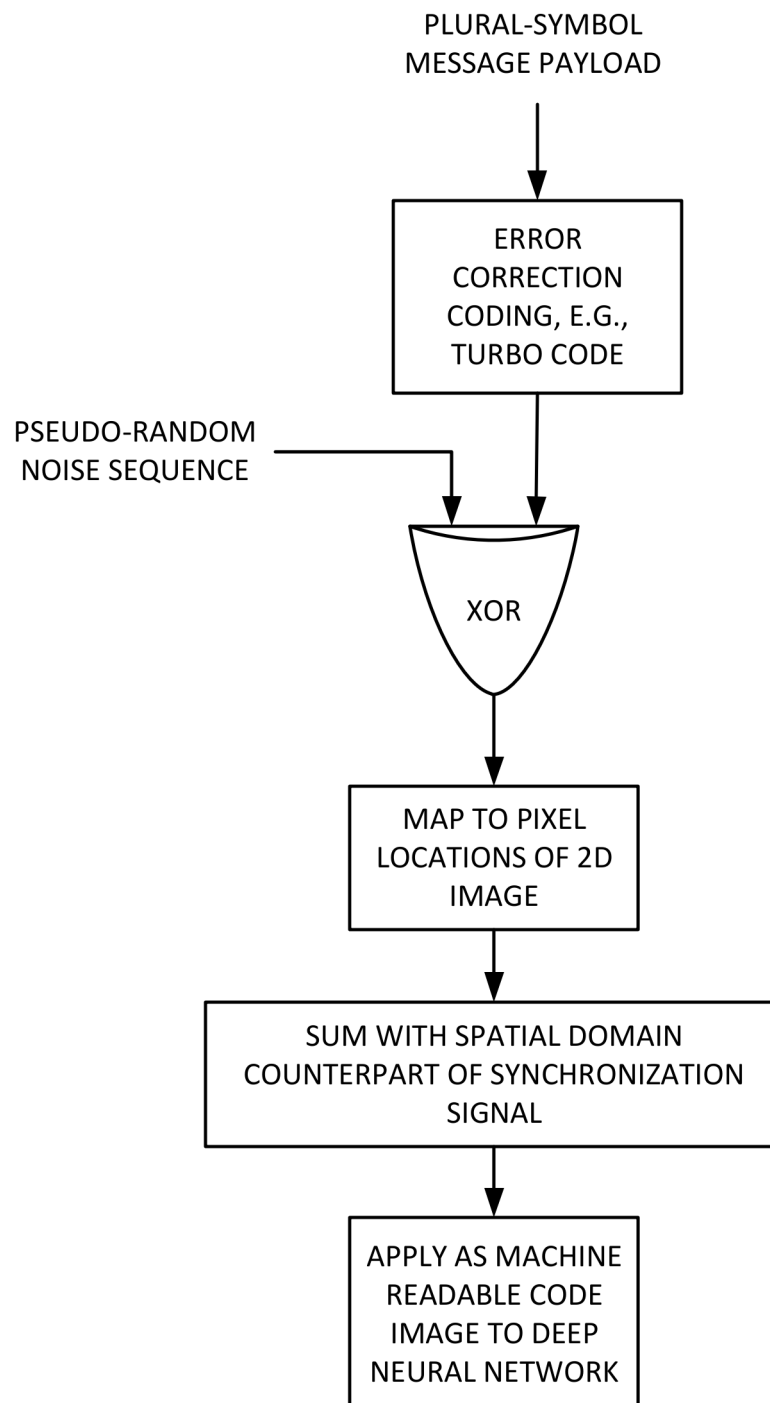 PLURAL-SYMBOL
MESSAGE PAYLOAD
ERROR
CORRECTION
CODING, E.G.,
TURBO CODE
PSEUDO-RANDOM
NOISE SEQUENCE
XOR
MAP TO PIXEL
LOCATIONS OF 2D
IMAGE
SUM WITH SPATIAL DOMAIN
COUNTERPART OF SYNCHRONIZATION
SIGNAL
APPLY AS MACHINE
READABLE CODE
IMAGE TO DEEP
NEURAL NETWORK